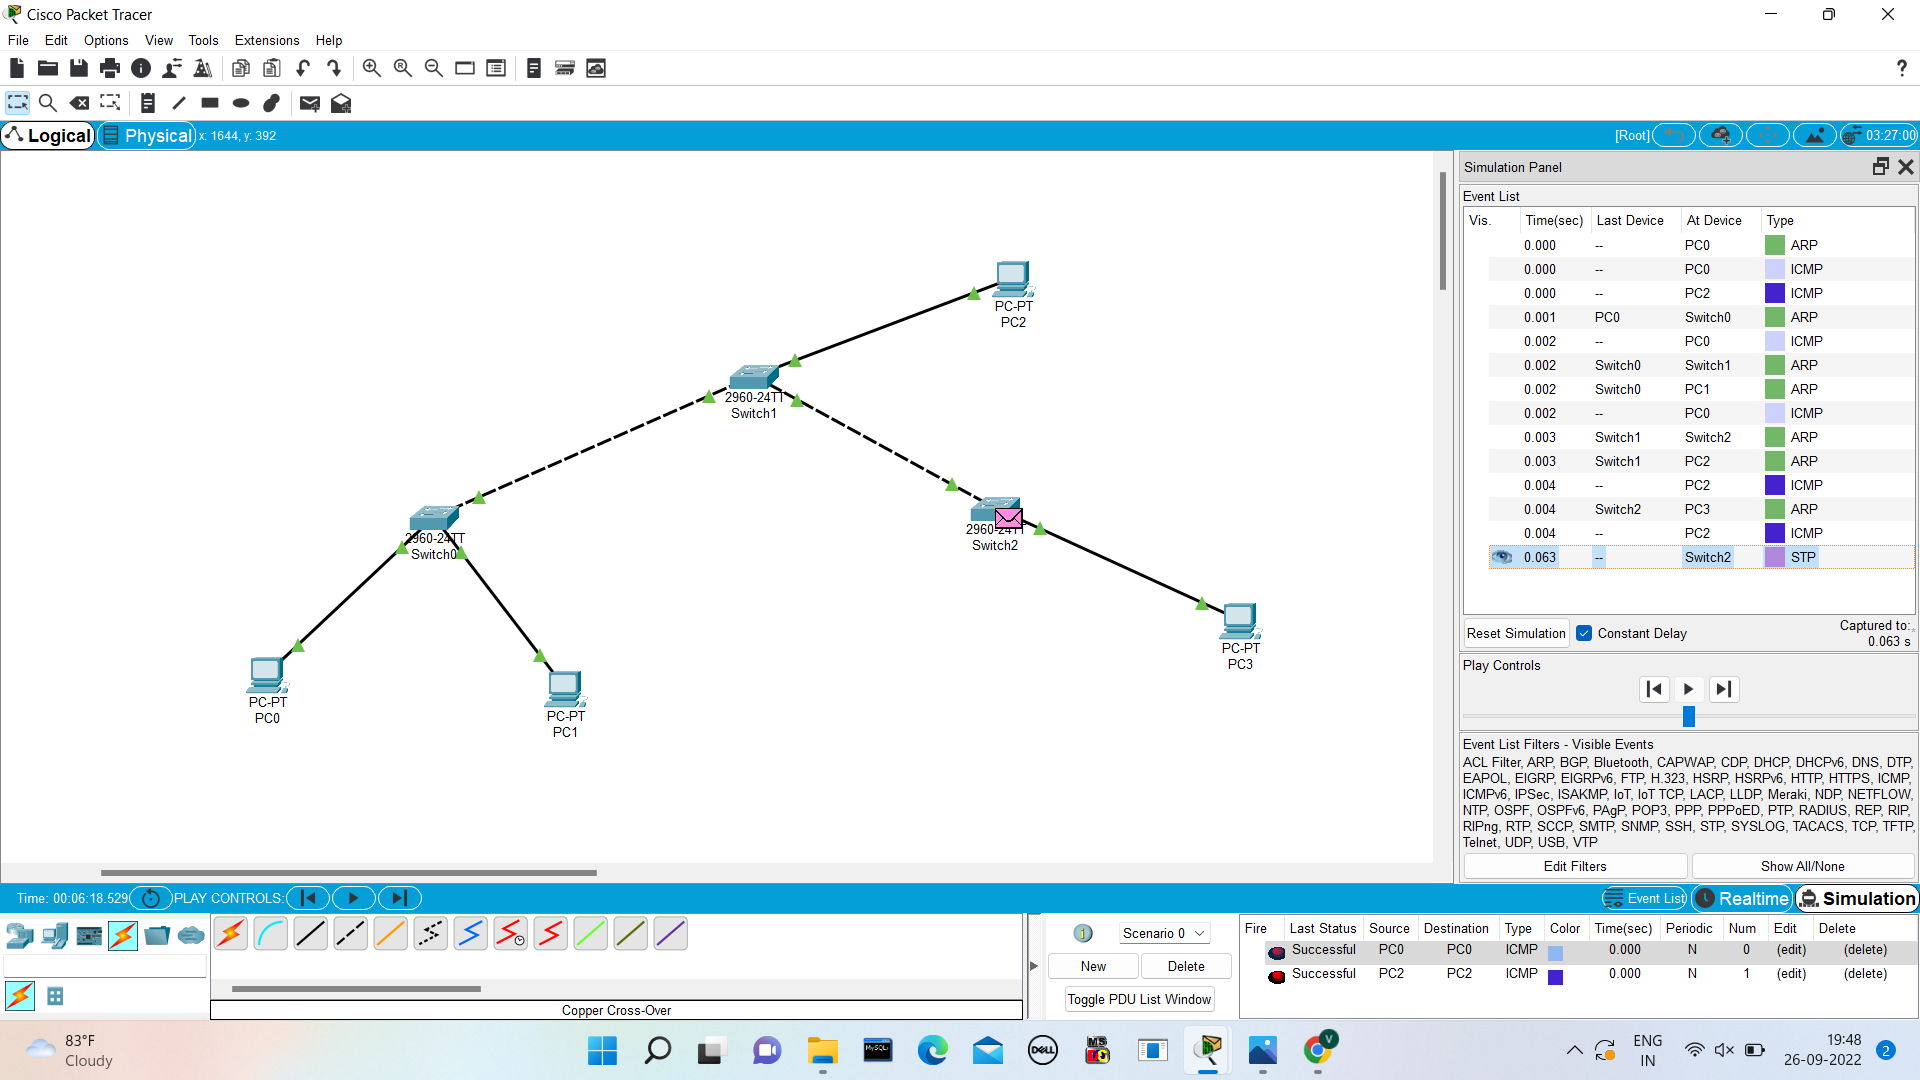 Cisco Packet Tracer
File Edit Options View Tools Extensions Help
?
Logical Physical x: 1644, y: 392 [Root] 03:27:00
PC-PT
PC2
2960-24TT
Switch1
2960-24TT
Switch2
2960-24TT
Switch0
PC-PT
PC3
PC-PT
PC0
PC-PT
PC1
Simulation Panel
Event List
Vis. Time(sec) Last Device At Device Type
0.000 -- PC0 ARP
0.000 -- PC0 ICMP
0.000 -- PC2 ICMP
0.001 PC0 Switch0 ARP
0.002 -- PC0 ICMP
0.002 Switch0 Switch1 ARP
0.002 Switch0 PC1 ARP
0.002 -- PC0 ICMP
0.003 Switch1 Switch2 ARP
0.003 Switch1 PC2 ARP
0.004 -- PC2 ICMP
0.004 Switch2 PC3 ARP
0.004 -- PC2 ICMP
0.063 -- Switch2 STP
Reset Simulation Constant Delay Captured to:
0.063 s
Play Controls
Event List Filters - Visible Events
ACL Filter, ARP, BGP, Bluetooth, CAPWAP, CDP, DHCP, DHCPv6, DNS, DTP,
EAPOL, EIGRP, EIGRPv6, FTP, H.323, HSRP, HSRPv6, HTTP, HTTPS, ICMP,
ICMPv6, IPSec, ISAKMP, IoT, IoT TCP, LACP, LLDP, Meraki, NDP, NETFLOW,
NTP, OSPF, OSPFv6, PAgP, POP3, PPP, PPPoED, PTP, RADIUS, REP, RIP,
RIPng, RTP, SCCP, SMTP, SNMP, SSH, STP, SYSLOG, TACACS, TCP, TFTP,
Telnet, UDP, USB, VTP
Edit Filters Show All/None
Time: 00:06:18.529 PLAY CONTROLS: Event List Realtime Simulation
Copper Cross-Over
1 Scenario 0
New Delete
Toggle PDU List Window
Fire Last Status Source Destination Type Color Time(sec) Periodic Num Edit Delete
Successful PC0 PC0 ICMP 0.000 N 0 (edit) (delete)
Successful PC2 PC2 ICMP 0.000 N 1 (edit) (delete)
83°F
Cloudy
MySQL
DELL
MS
V
ENG
IN
19:48
26-09-2022
2